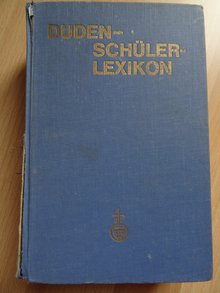 DUDEN-
SCHÜLER-
LEXIKON